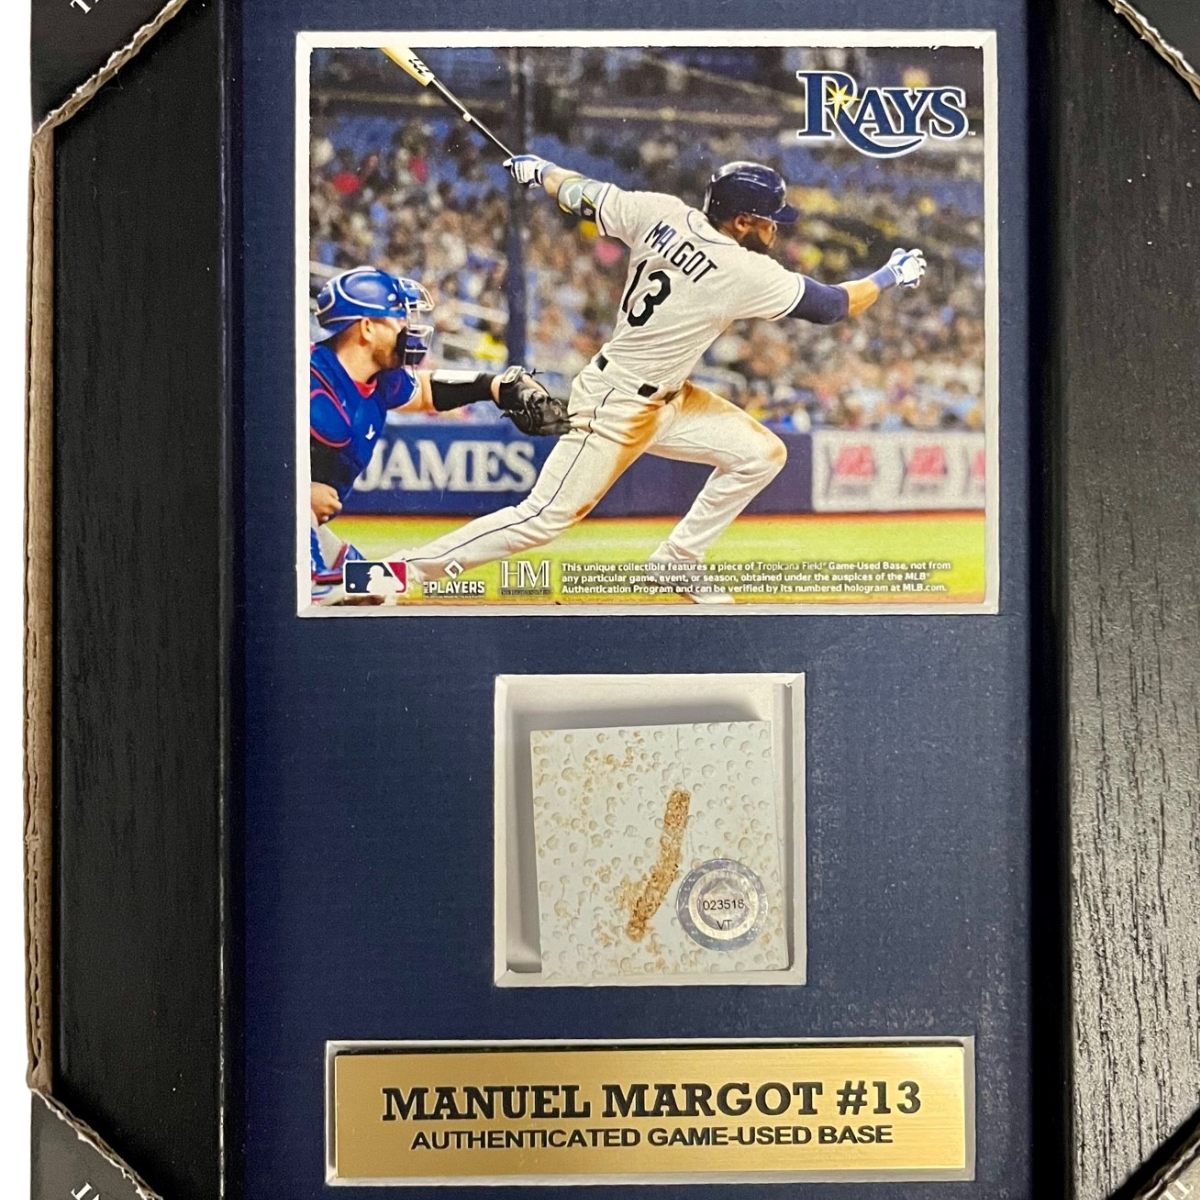 RAYS
MARGOT
13
JAMES
MLB PLAYERS
HM
This unique collectible features a piece of Tropicana Field® Game-Used Base, not from
any particular game, event, or season, obtained under the auspices of the MLB®
Authentication Program and can be verified by its numbered hologram at MLB.com.
023518
VT
MANUEL MARGOT #13
AUTHENTICATED GAME-USED BASE